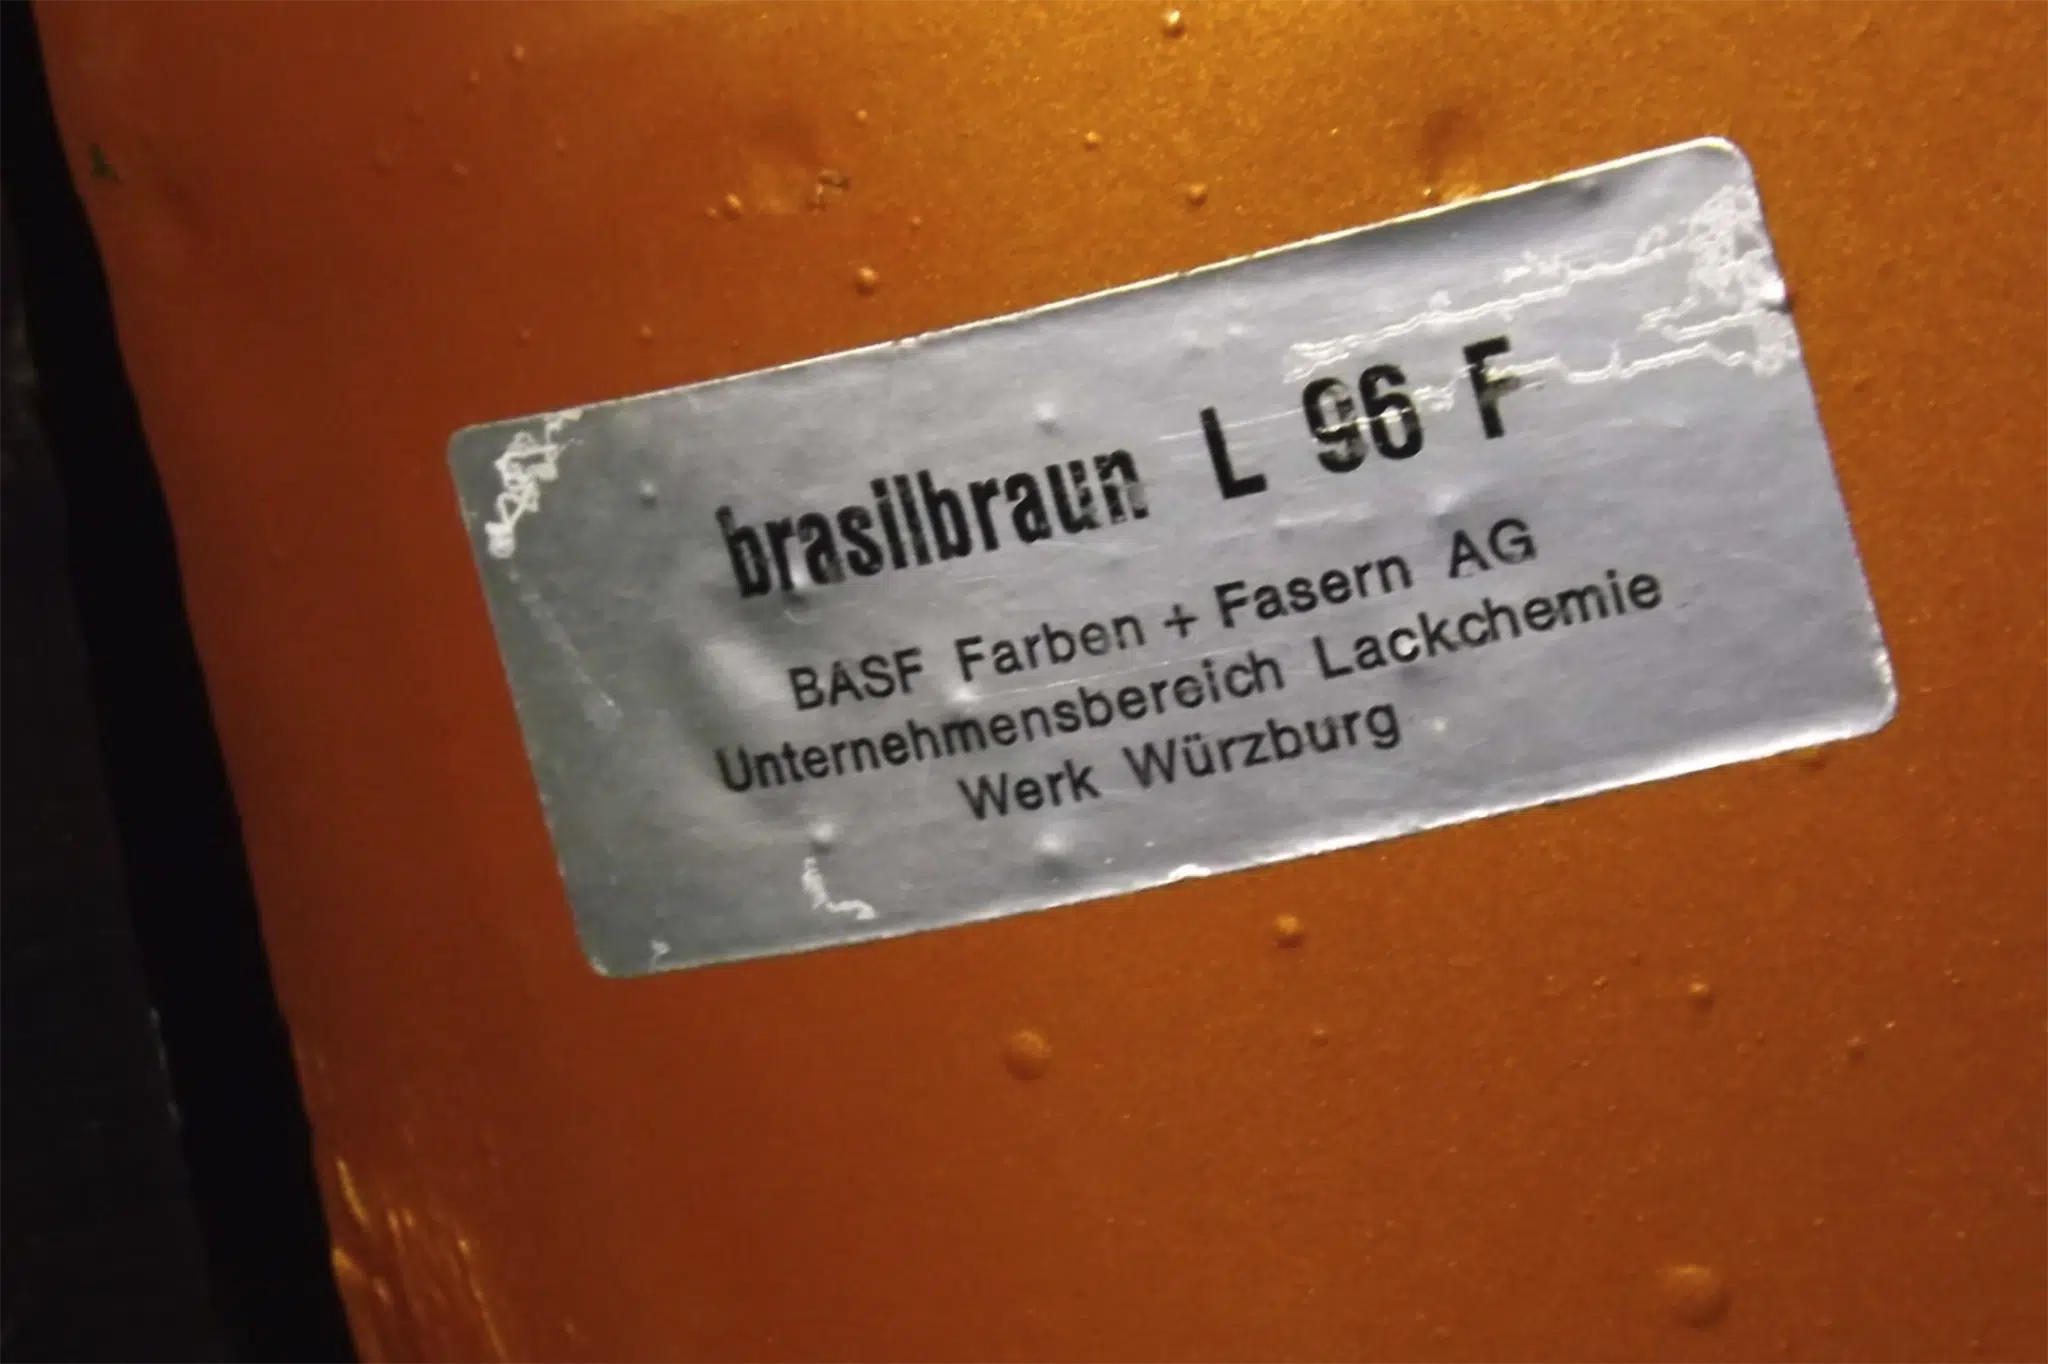 brasilbraun L 96 F
BASF Farben + Fasern AG
Unternehmensbereich Lackchemie
Werk Würzburg